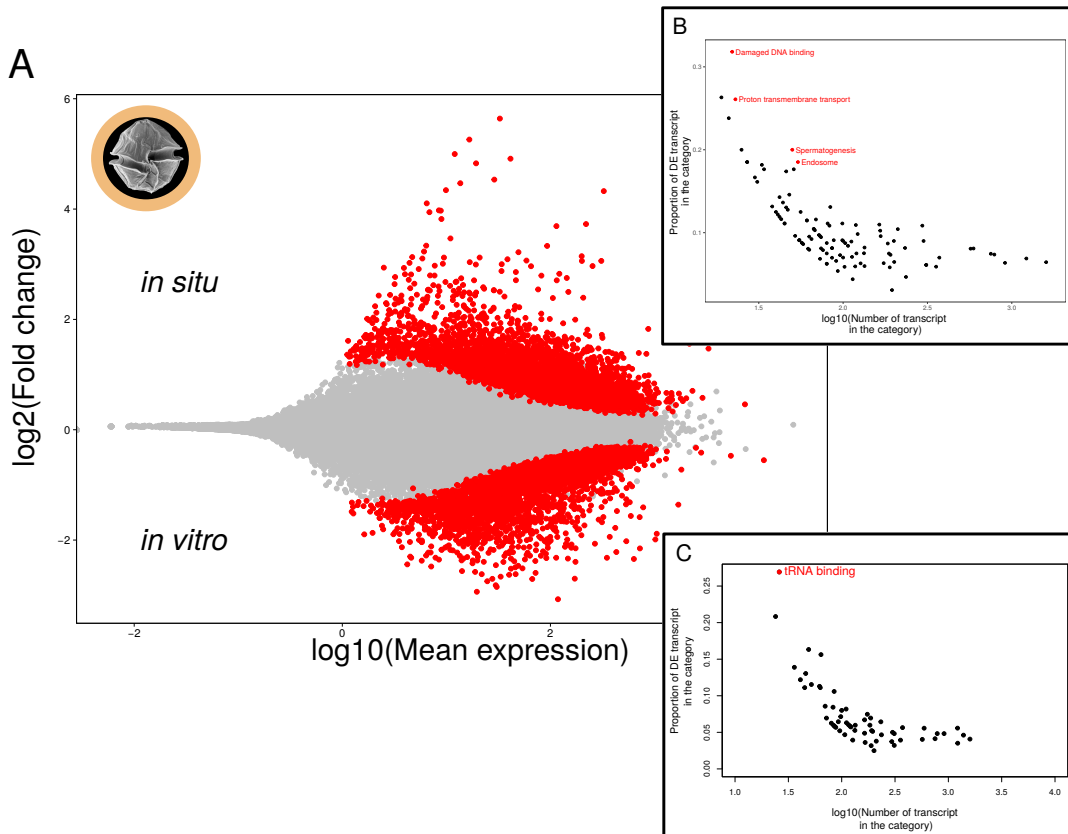 A
6
4
2
0
−2
−2
0
2
log2(Fold change)
log10(Mean expression)
in situ
in vitro
B
Damaged DNA binding
Proton transmembrane transport
Spermatogenesis
Endosome
0.3
0.2
0.1
1.5
2.0
2.5
3.0
Proportion of DE transcript
in the category
log10(Number of transcript
in the category)
C
tRNA binding
0.25
0.20
0.15
0.10
0.05
0.00
1.0
1.5
2.0
2.5
3.0
3.5
4.0
Proportion of DE transcript
in the category
log10(Number of transcript
in the category)